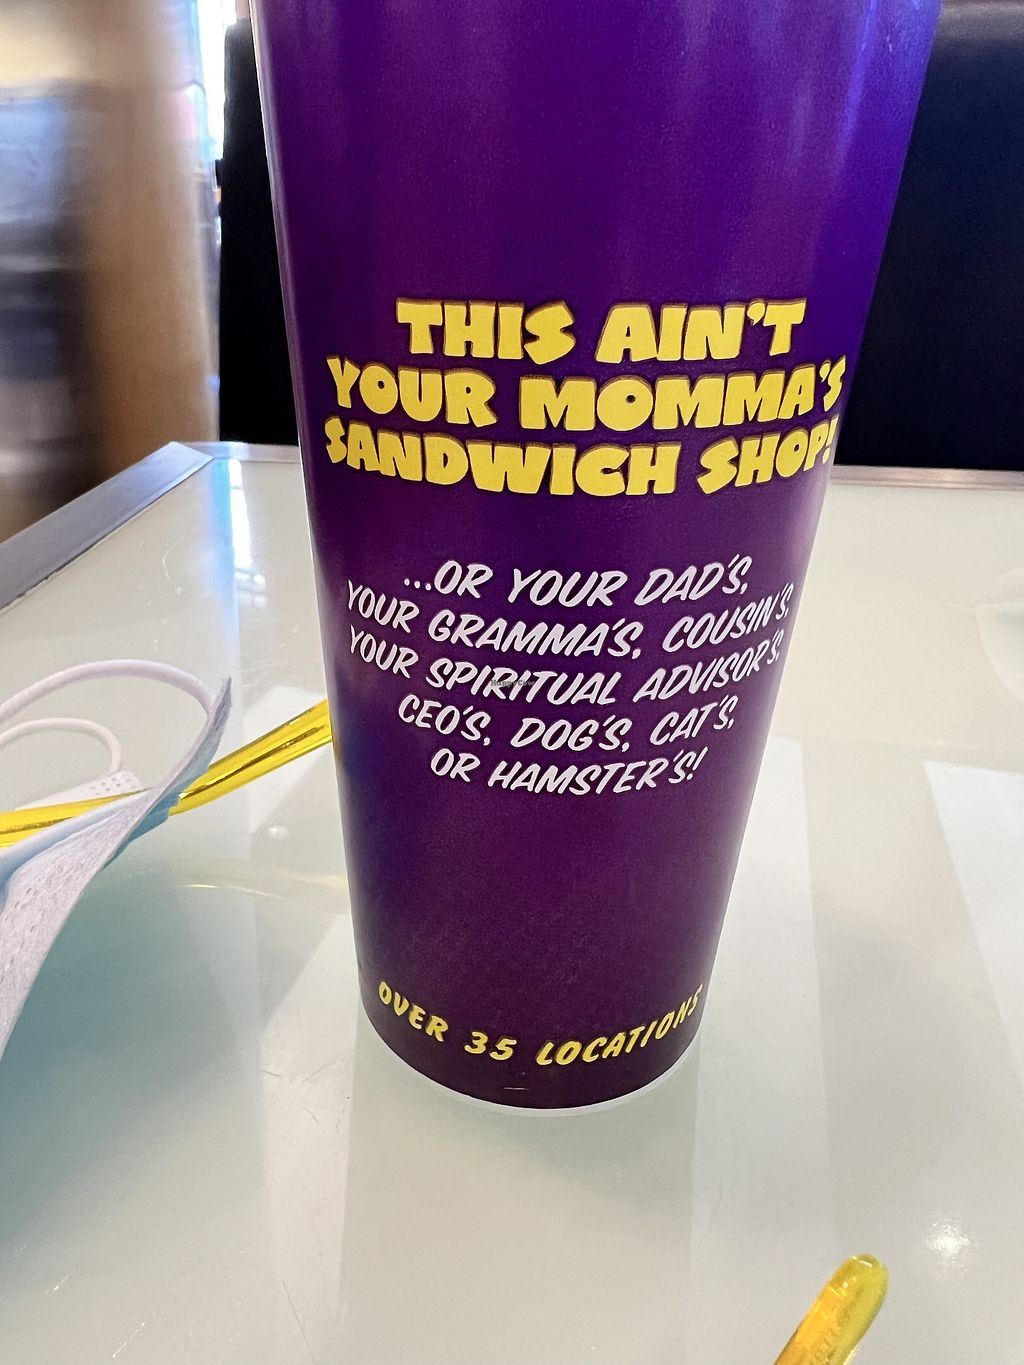 THIS AIN'T
YOUR MOMMA'S
SANDWICH SHOP!
...OR YOUR DAD'S,
YOUR GRAMMA'S, COUSIN'S,
YOUR SPIRITUAL ADVISOR'S,
HappyCow
CEO'S, DOG'S, CAT'S,
OR HAMSTER'S!
OVER 35 LOCATIONS